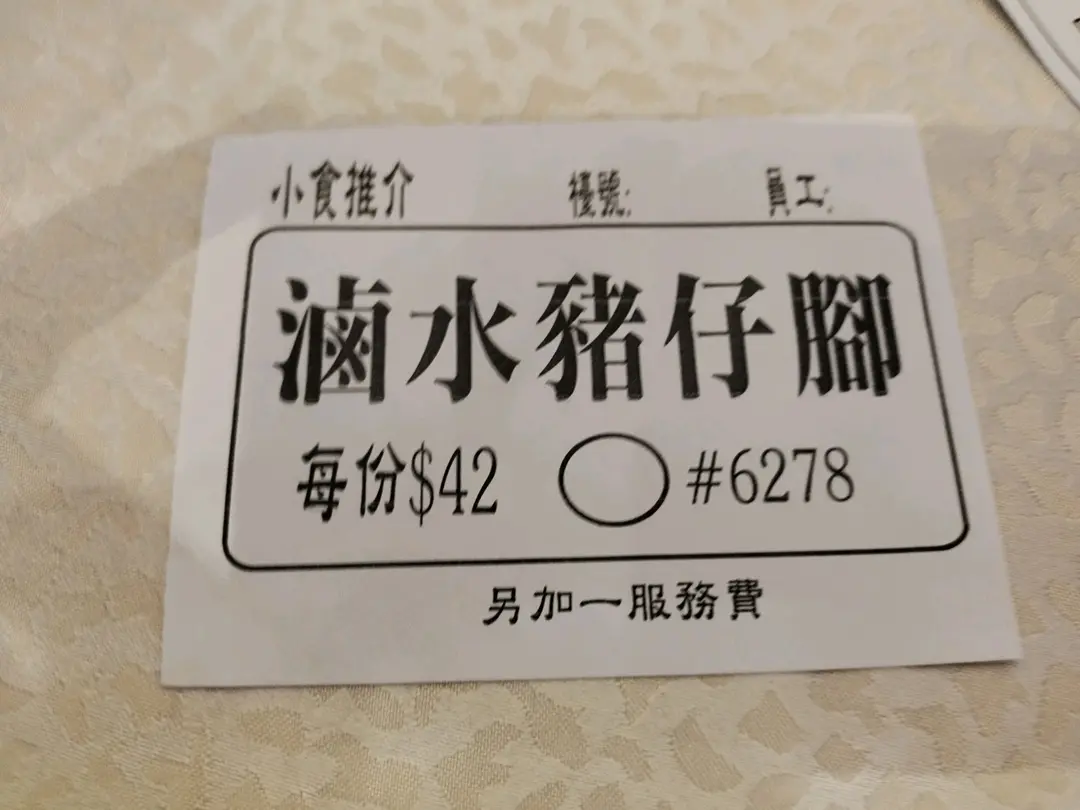 小食推介 檯號: 員工:
滷水豬仔腳
每份$42 #6278
另加一服務費